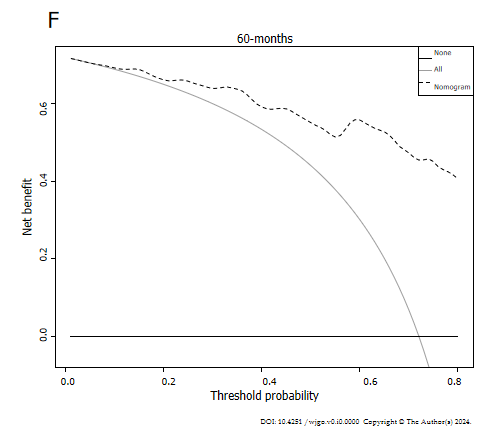 F
60-months
None
All
Nomogram
Net benefit
0.6
0.4
0.2
0.0
0.0 0.2 0.4 0.6 0.8
Threshold probability
DOI: 10.4251 / wjgo.v0.i0.0000 Copyright © The Author(s) 2024.